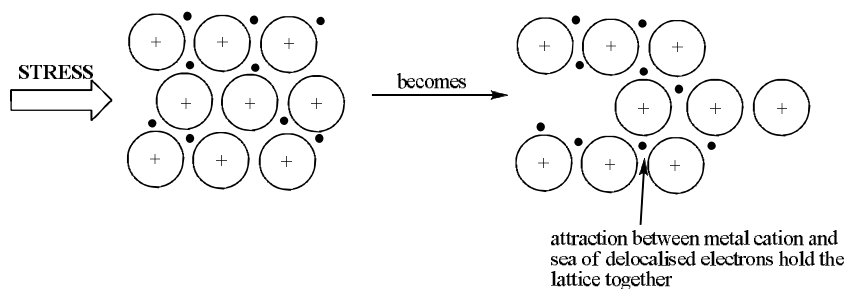 STRESS
becomes
attraction between metal cation and
sea of delocalised electrons hold the
lattice together